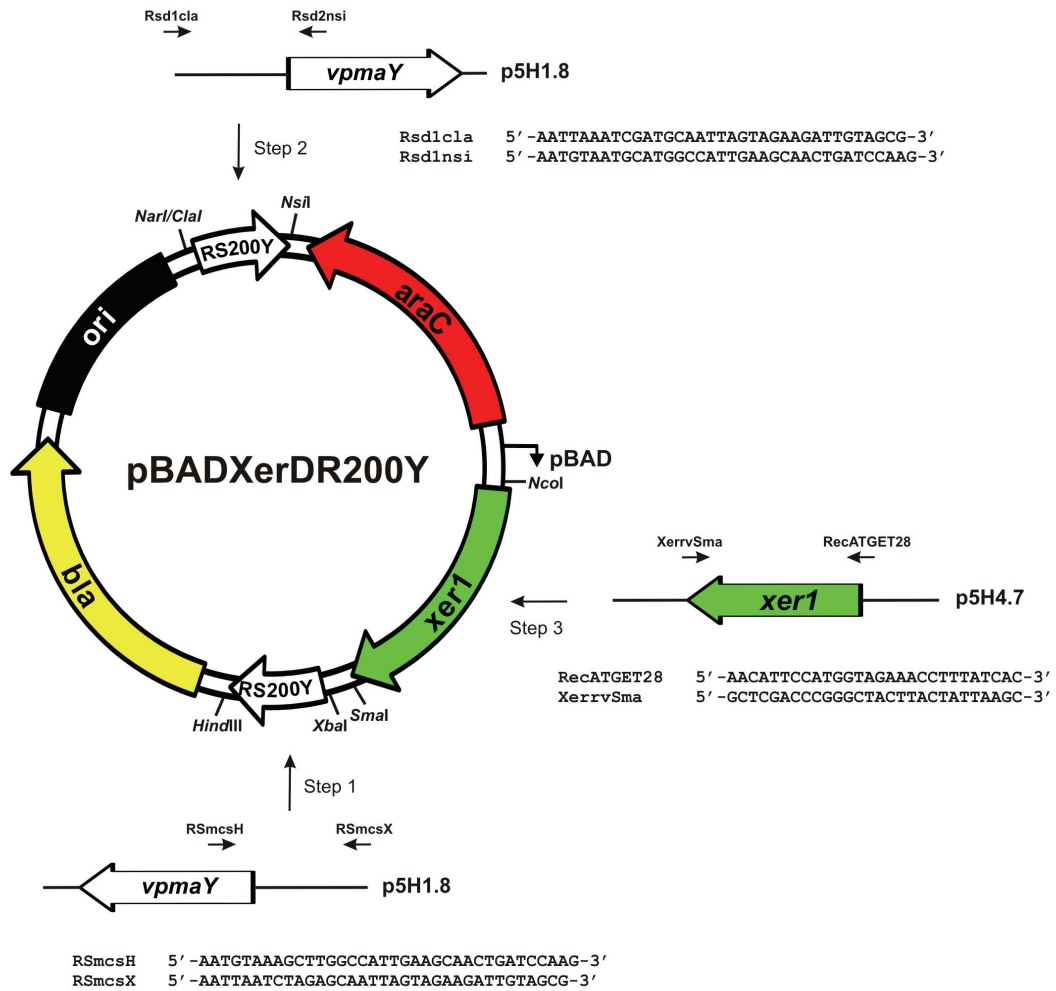 Rsd1cla
Rsd2nsi
vpmaY
p5H1.8
Rsd1cla 5′-AATTAAATCGATGCAATTAGTAGAAGATTGTAGCG-3′
Rsd1nsi 5′-AATGTAATGCATGGCCATTGAAGCAACTGATCCAAG-3′
Step 2
NarI/ClaI
NsiI
RS200Y
araC
ori
pBADXerDR200Y
pBAD
NcoI
bla
xer1
RS200Y
HindIII
XbaI
SmaI
XerrvSma
RecATGET28
xer1
p5H4.7
Step 3
RecATGET28 5′-AACATTCCATGGTAGAAACCTTTATCAC-3′
XerrvSma 5′-GCTCGACCCGGGCTACTTACTATTAAGC-3′
Step 1
RSmcsH
RSmcsX
vpmaY
p5H1.8
RSmcsH 5′-AATGTAAAGCTTGGCCATTGAAGCAACTGATCCAAG-3′
RSmcsX 5′-AATTAATCTAGAGCAATTAGTAGAAGATTGTAGCG-3′